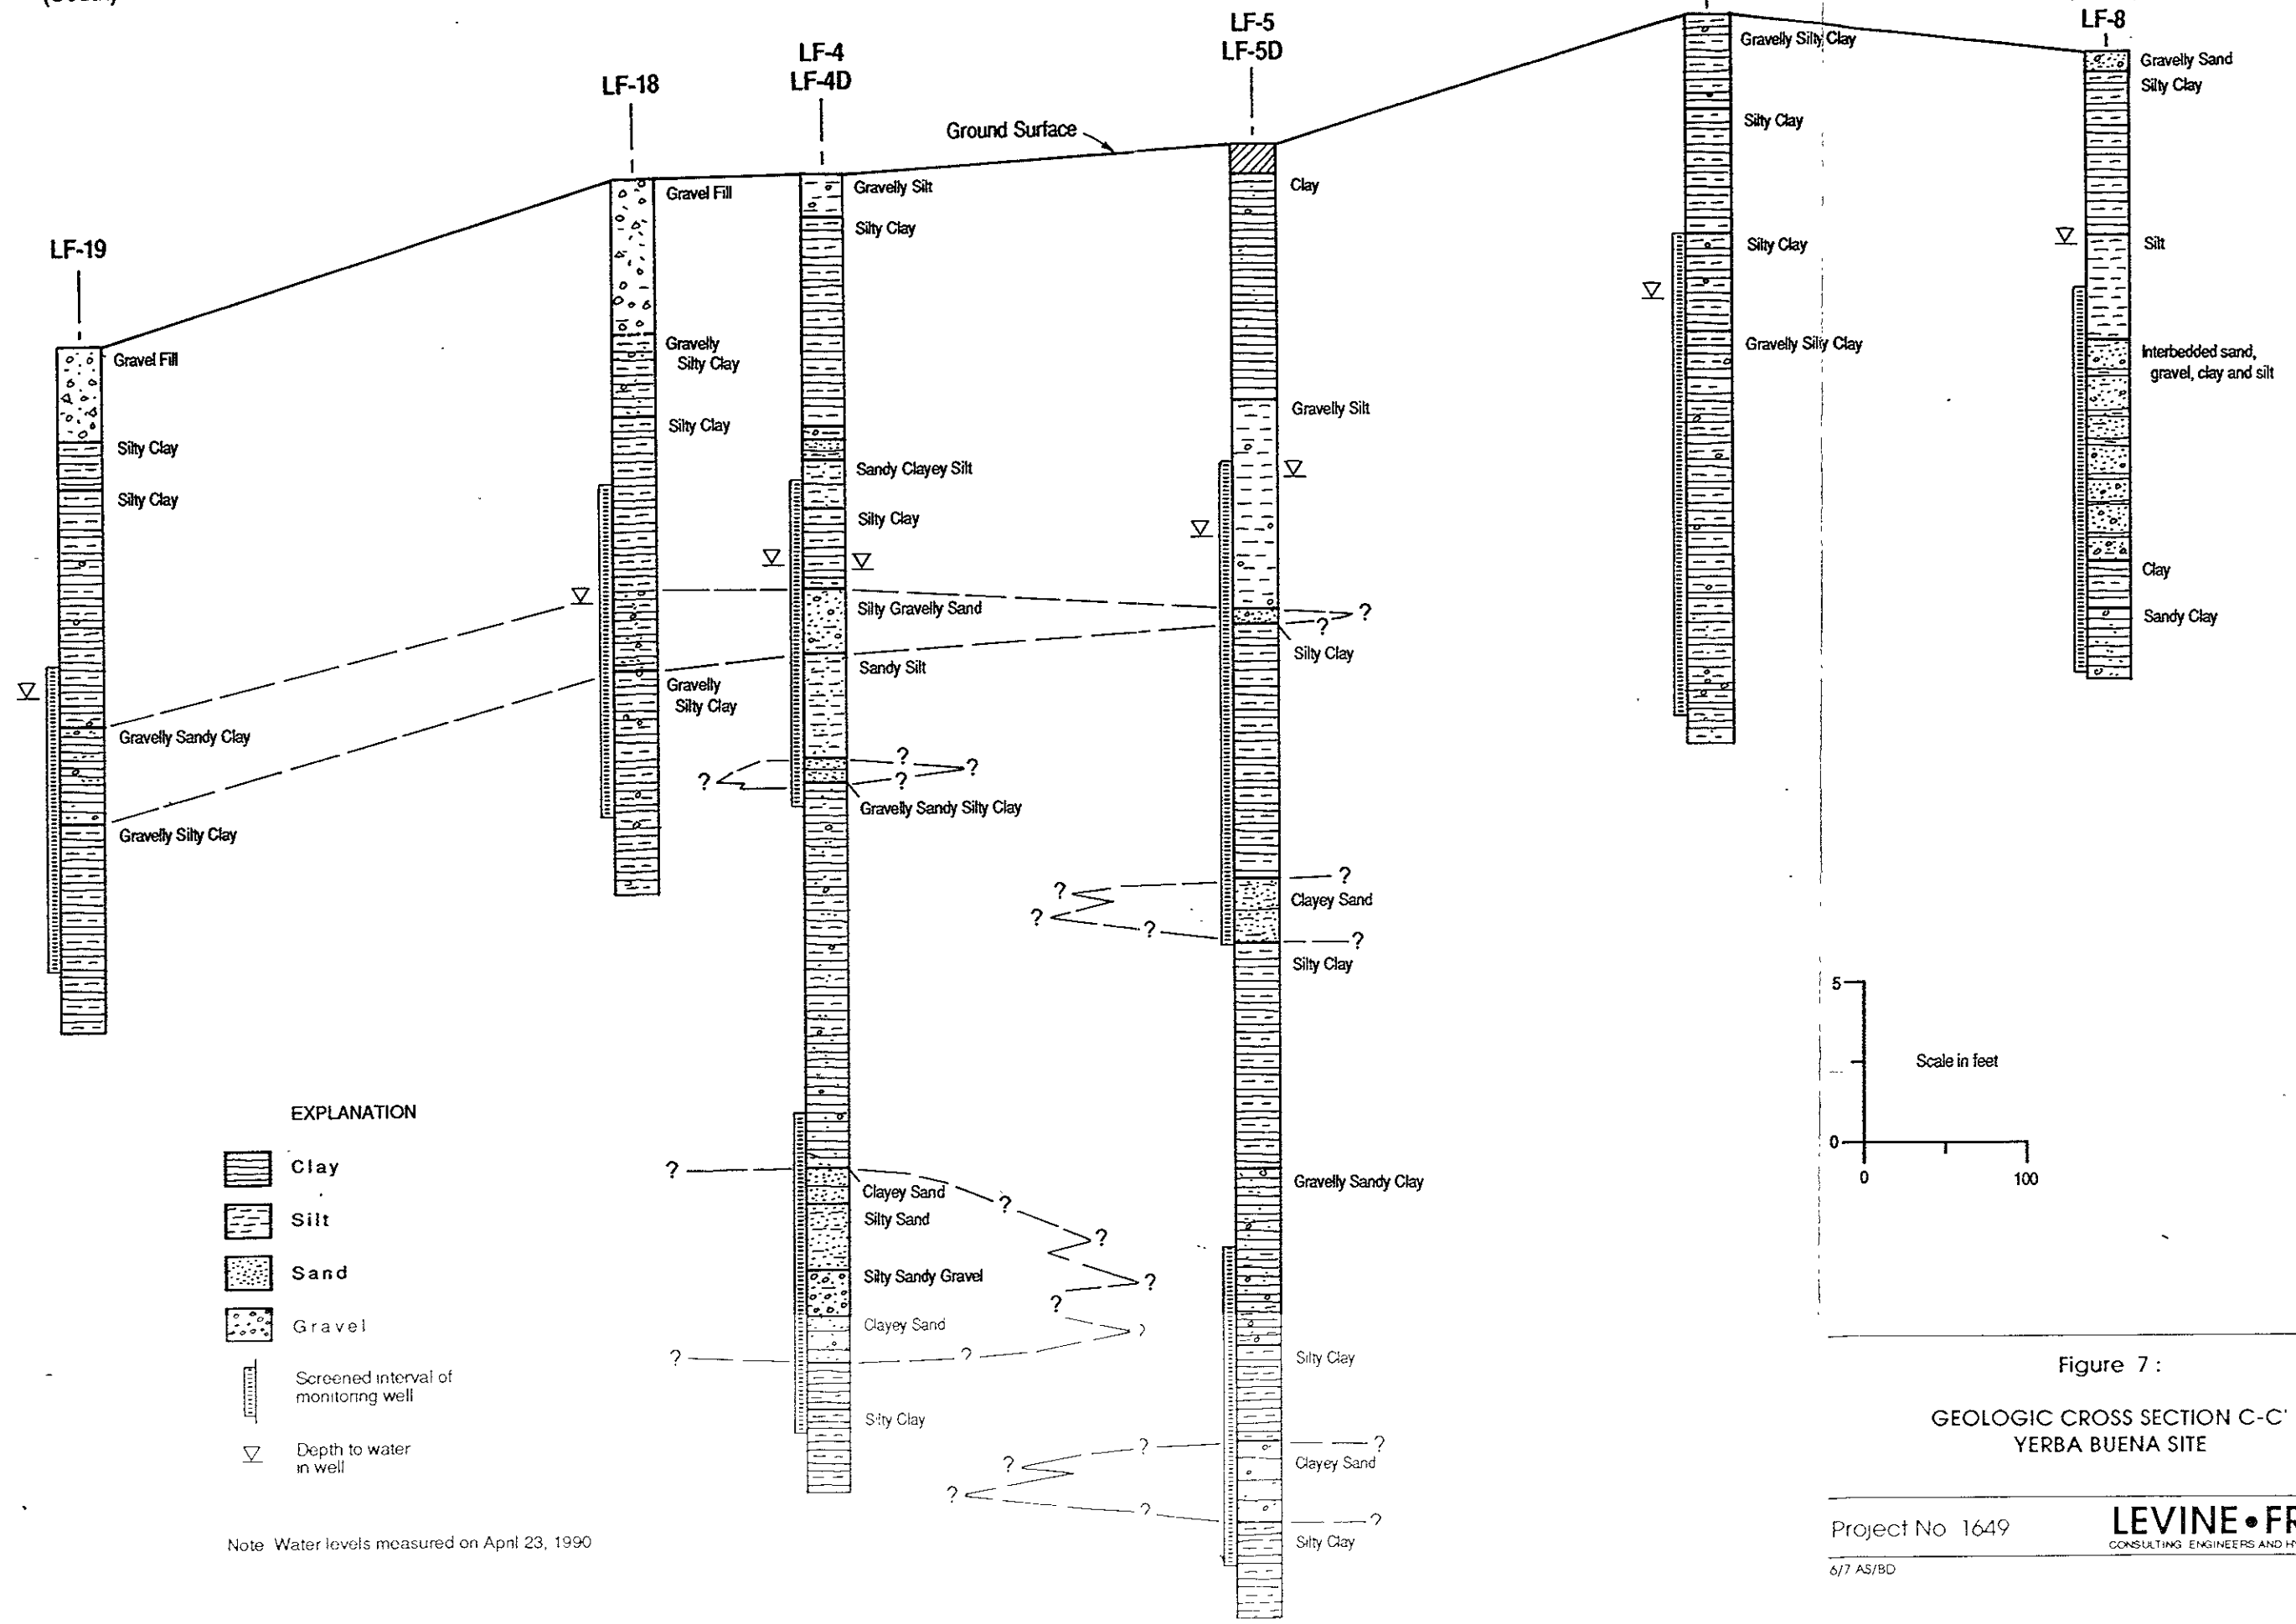 LF-5
LF-5D
LF-8
LF-4
LF-4D
LF-18
LF-19
Ground Surface
Gravel Fill
Silty Clay
Silty Clay
Gravelly Sandy Clay
Gravelly Silty Clay
Gravel Fill
Gravelly
Silty Clay
Silty Clay
Gravelly
Silty Clay
Gravelly Silt
Silty Clay
Sandy Clayey Silt
Silty Clay
Silty Gravelly Sand
Sandy Silt
? ? ? ?
Gravelly Sandy Silty Clay
Clayey Sand
Silty Sand
Silty Sandy Gravel
Clayey Sand
Silty Clay
? ? ? ? ? ? ? ?
Clay
Gravelly Silt
? ?
Silty Clay
? ? ? ? ?
Clayey Sand
Silty Clay
Gravelly Sandy Clay
Silty Clay
? ? ? ? ? ?
Clayey Sand
Silty Clay
Gravelly Silty Clay
Silty Clay
Silty Clay
Gravelly Silty Clay
Gravelly Sand
Silty Clay
Silt
Interbedded sand,
gravel, clay and silt
Clay
Sandy Clay
5
0
Scale in feet
0 100
EXPLANATION
Clay
Silt
Sand
Gravel
Screened interval of
monitoring well
Depth to water
in well
Note Water levels measured on April 23, 1990
Figure 7 :
GEOLOGIC CROSS SECTION C-C'
YERBA BUENA SITE
Project No 1649
LEVINE•FR
CONSULTING ENGINEERS AND H
6/7 AS/BD